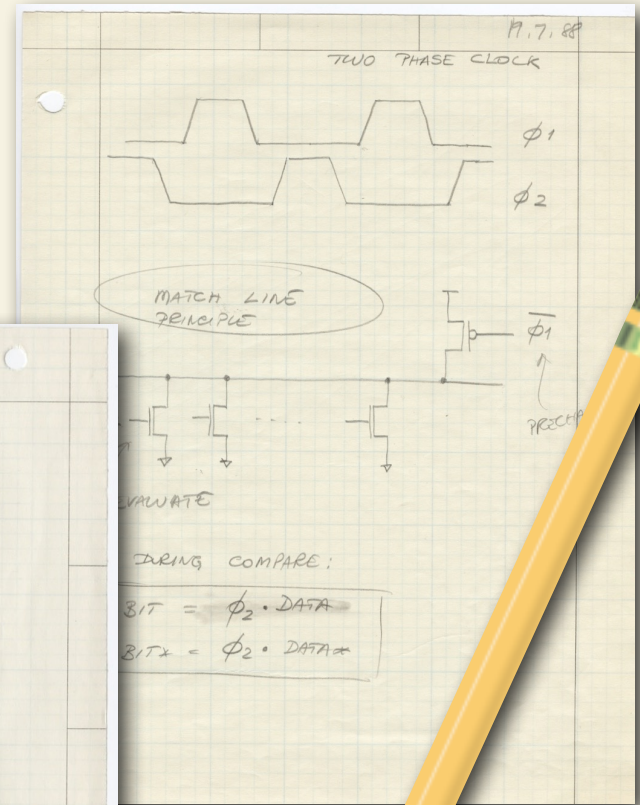 19.7.88
TWO PHASE CLOCK
φ1
φ2
MATCH LINE
PRINCIPLE
φ1
EVALUATE
DURING COMPARE:
BIT = φ2 · DATA
BIT* = φ2 · DATA*